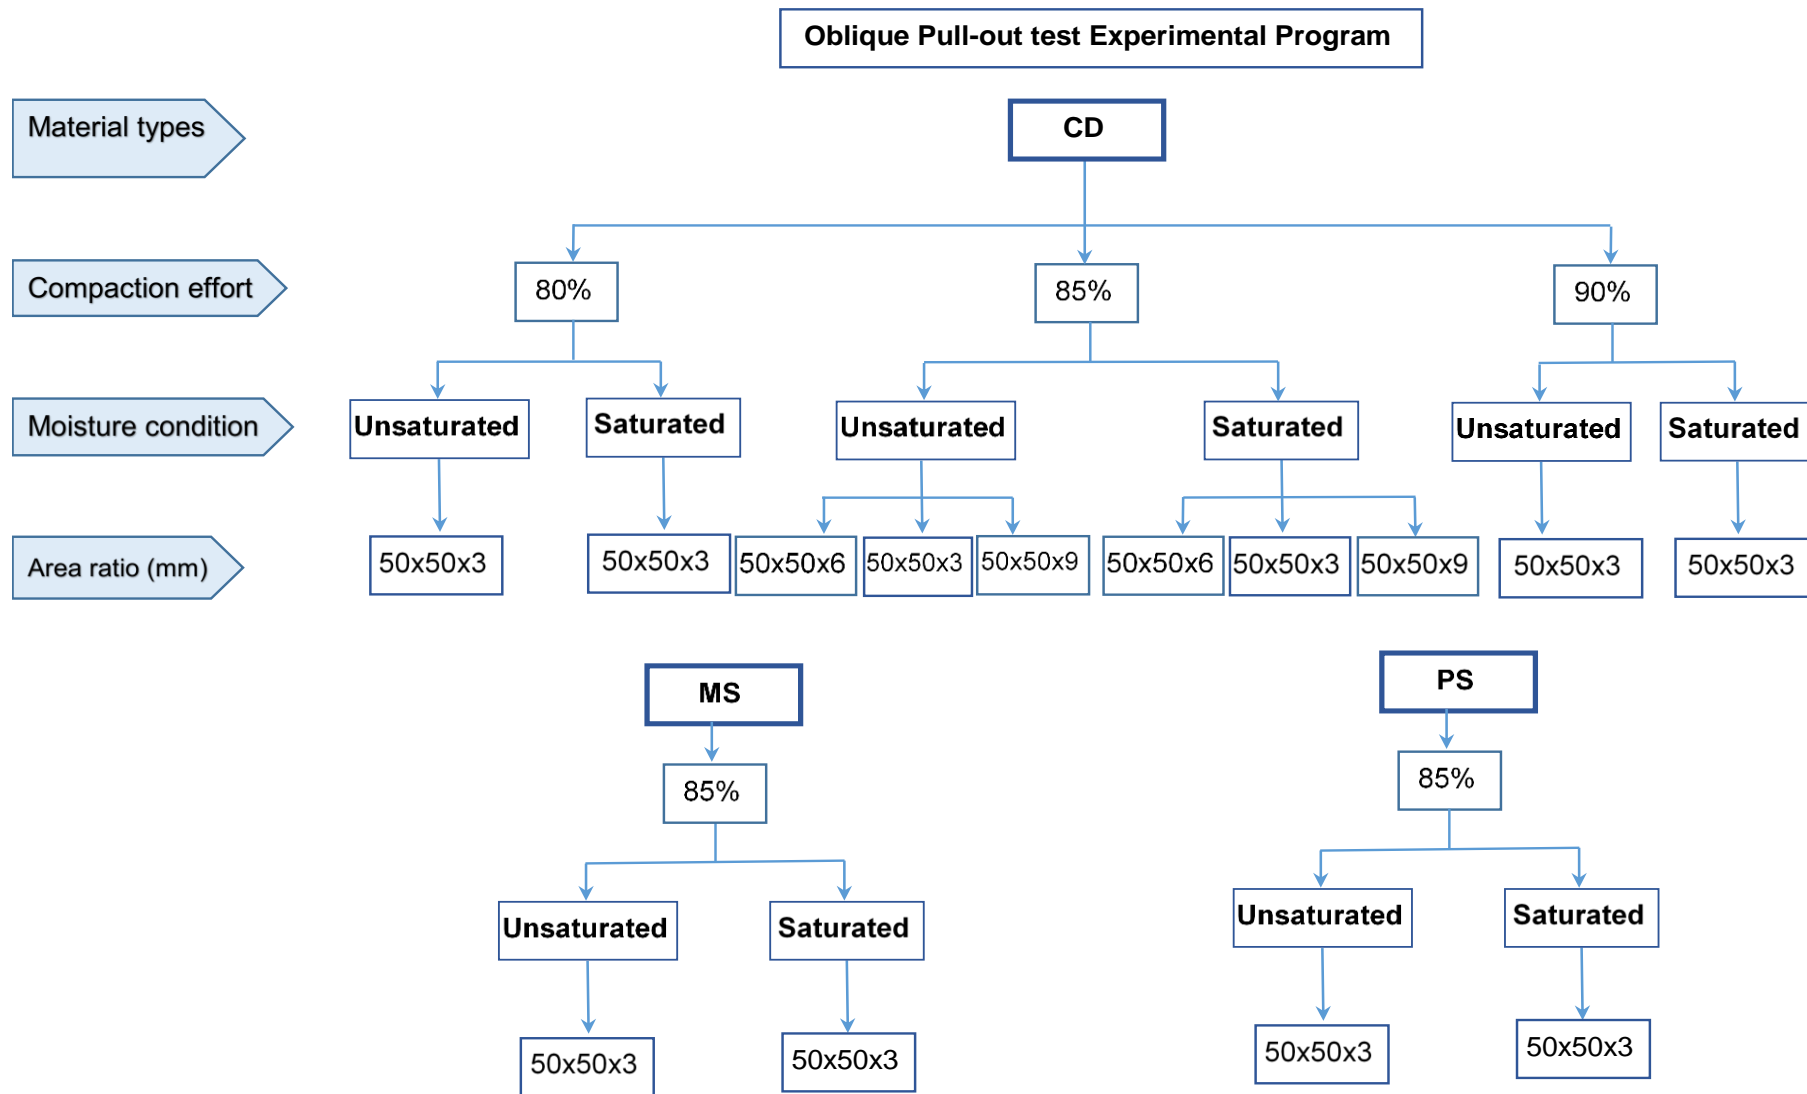 Oblique Pull-out test Experimental Program
Material types
CD
Compaction effort
80%
85%
90%
Moisture condition
Unsaturated
Saturated
Unsaturated
Saturated
Unsaturated
Saturated
Area ratio (mm)
50x50x3
50x50x3
50x50x6
50x50x3
50x50x9
50x50x6
50x50x3
50x50x9
50x50x3
50x50x3
MS
PS
85%
85%
Unsaturated
Saturated
Unsaturated
Saturated
50x50x3
50x50x3
50x50x3
50x50x3